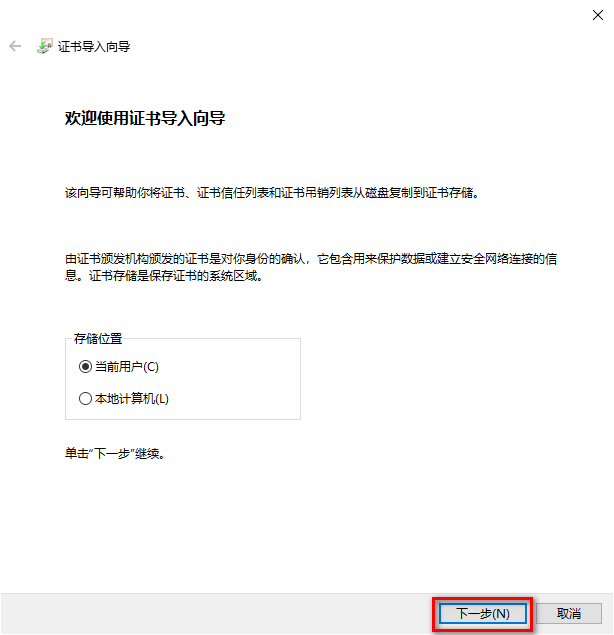 证书导入向导
欢迎使用证书导入向导
该向导可帮助你将证书、证书信任列表和证书吊销列表从磁盘复制到证书存储。
由证书颁发机构颁发的证书是对你身份的确认，它包含用来保护数据或建立安全网络连接的信
息。证书存储是保存证书的系统区域。
存储位置
当前用户(C)
本地计算机(L)
单击"下一步"继续。
下一步(N)
取消